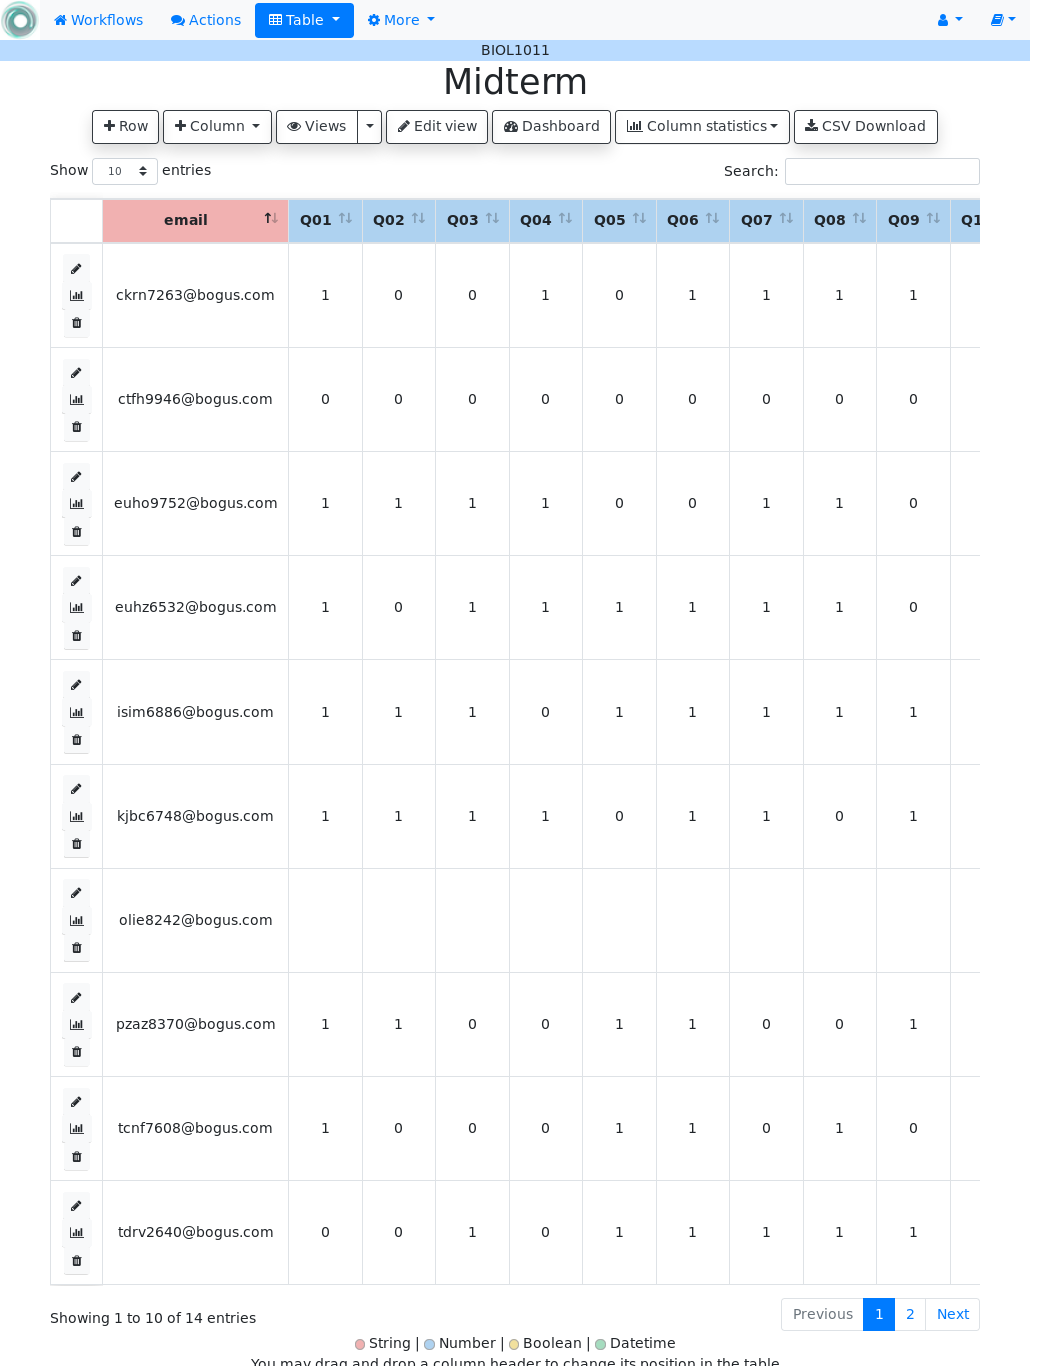 Workflows Actions Table More
BIOL1011
Midterm
Row Column Views Edit view Dashboard Column statistics CSV Download
Show 10 entries Search:
email Q01 Q02 Q03 Q04 Q05 Q06 Q07 Q08 Q09
ckrn7263@bogus.com 1 0 0 1 0 1 1 1 1
ctfh9946@bogus.com 0 0 0 0 0 0 0 0 0
euho9752@bogus.com 1 1 1 1 0 0 1 1 0
euhz6532@bogus.com 1 0 1 1 1 1 1 1 0
isim6886@bogus.com 1 1 1 0 1 1 1 1 1
kjbc6748@bogus.com 1 1 1 1 0 1 1 0 1
olie8242@bogus.com
pzaz8370@bogus.com 1 1 0 0 1 1 0 0 1
tcnf7608@bogus.com 1 0 0 0 1 1 0 1 0
tdrv2640@bogus.com 0 0 1 0 1 1 1 1 1
Showing 1 to 10 of 14 entries Previous 1 2 Next
String | Number | Boolean | Datetime
You may drag and drop a column header to change its position in the table